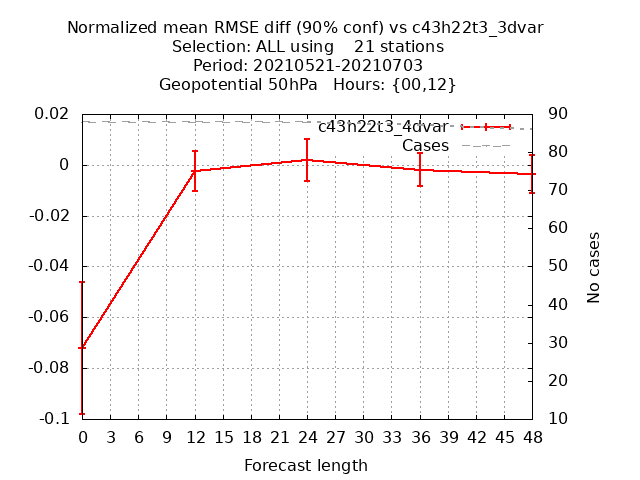 Normalized mean RMSE diff (90% conf) vs c43h22t3_3dvar
Selection: ALL using    21 stations
Period: 20210521-20210703
Geopotential 50hPa   Hours: {00,12}
c43h22t3_4dvar
Cases
0.02
0
-0.02
-0.04
-0.06
-0.08
-0.1
90
80
70
60
50
40
30
20
10
No cases
0 3 6 9 12 15 18 21 24 27 30 33 36 39 42 45 48
Forecast length